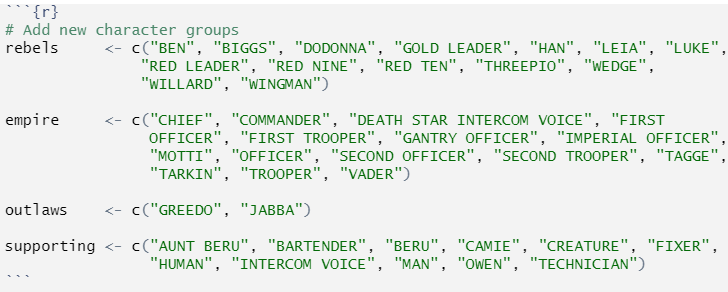 ```{r}
# Add new character groups
rebels     <- c("BEN", "BIGGS", "DODONNA", "GOLD LEADER", "HAN", "LEIA", "LUKE",
               "RED LEADER", "RED NINE", "RED TEN", "THREEPIO", "WEDGE",
               "WILLARD", "WINGMAN")

empire     <- c("CHIEF", "COMMANDER", "DEATH STAR INTERCOM VOICE", "FIRST
                OFFICER", "FIRST TROOPER", "GANTRY OFFICER", "IMPERIAL OFFICER",
                "MOTTI", "OFFICER", "SECOND OFFICER", "SECOND TROOPER", "TAGGE",
                "TARKIN", "TROOPER", "VADER")

outlaws    <- c("GREEDO", "JABBA")

supporting <- c("AUNT BERU", "BARTENDER", "BERU", "CAMIE", "CREATURE", "FIXER",
                "HUMAN", "INTERCOM VOICE", "MAN", "OWEN", "TECHNICIAN")
```